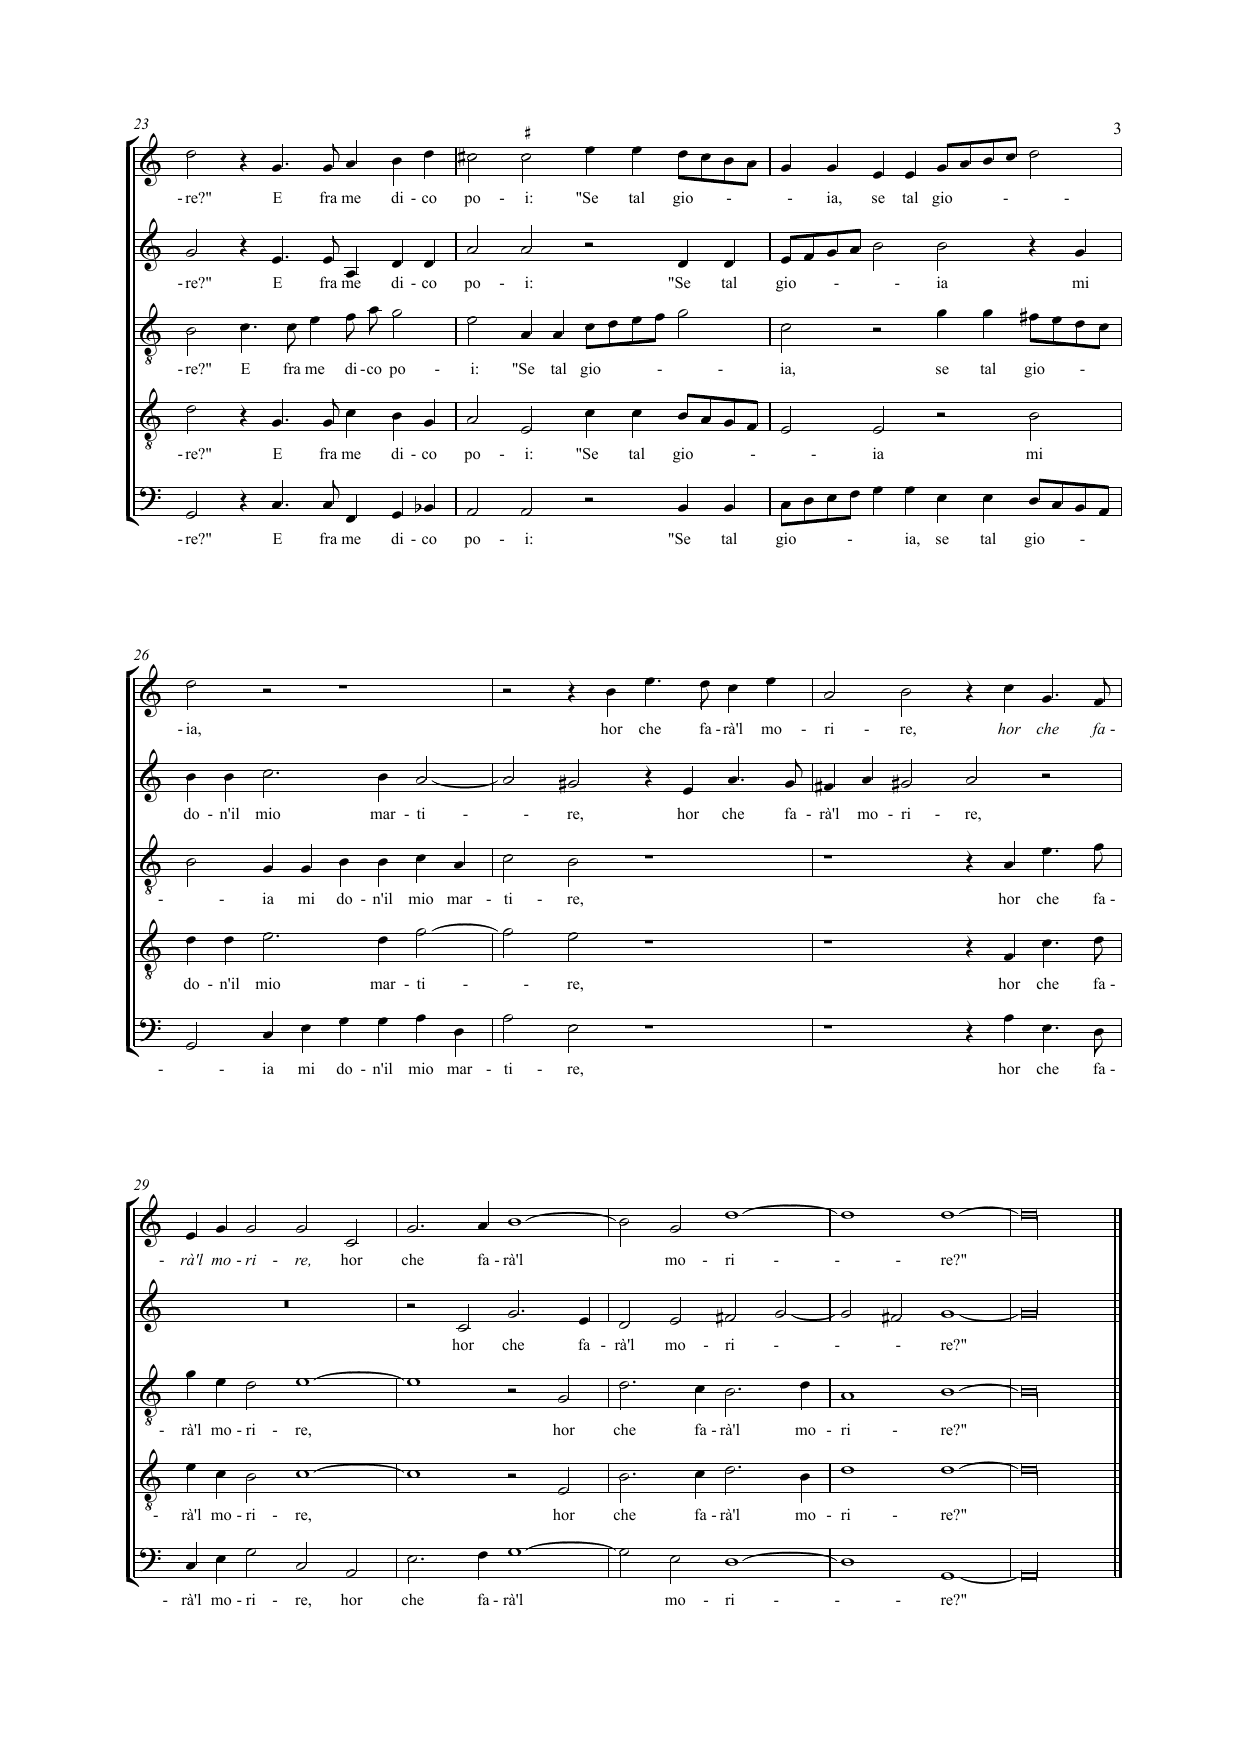 23
3
-re?" E fra me di - co po - i: "Se tal gio - - ia, se tal gio - -
-re?" E fra me di - co po - i: "Se tal gio - - ia mi
-re?" E fra me di -co po - i: "Se tal gio - - ia, se tal gio -
-re?" E fra me di - co po - i: "Se tal gio - - ia mi
-re?" E fra me di - co po - i: "Se tal gio - ia, se tal gio -
26
-ia, hor che fa -rà'l mo - ri - re, hor che fa -
do - n'il mio mar - ti - - re, hor che fa - rà'l mo - ri - re,
- - ia mi do - n'il mio mar - ti - re, hor che fa -
do - n'il mio mar - ti - - re, hor che fa -
- - ia mi do - n'il mio mar - ti - re, hor che fa -
29
- rà'l mo - ri - re, hor che fa - rà'l mo - ri - - re?"
hor che fa - rà'l mo - ri - - re?"
- rà'l mo - ri - re, hor che fa - rà'l mo - ri - re?"
- rà'l mo - ri - re, hor che fa - rà'l mo - ri - re?"
- rà'l mo - ri - re, hor che fa - rà'l mo - ri - - re?"